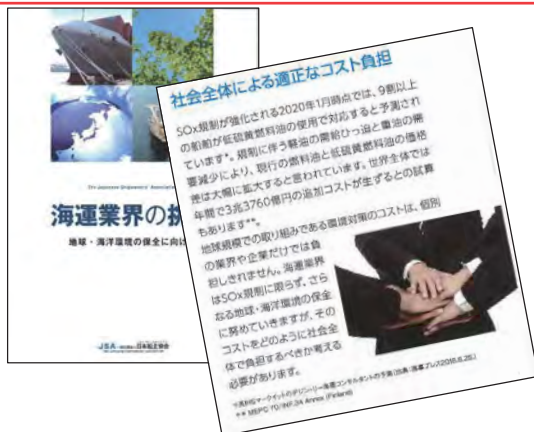 The Japanese Shipowners' Association
海運業界の挑
地球・海洋環境の保全に向け
JSA 日本船主協会
社会全体による適正なコスト負担
SOx規制が強化される2020年1月時点では、9割以上
の船舶が低硫黄燃料油の使用で対応すると予測され
ています*。規制に伴う軽油の需給ひっ迫と重油の需
要減少により、現行の燃料油と低硫黄燃料油の価格
差は大幅に拡大すると言われています。世界全体では
年間で3兆3760億円の追加コストが生ずるとの試算
もあります**。
地球規模での取り組みである環境対策のコストは、個別
の業界や企業だけでは負
担しきれません。海運業界
はSOx規制に限らず、さら
なる地球・海洋環境の保全
に努めていきますが、その
コストをどのように社会全
体で負担するべきか考える
必要があります。
** MEPC 70/INF.34 Annex (Finland)